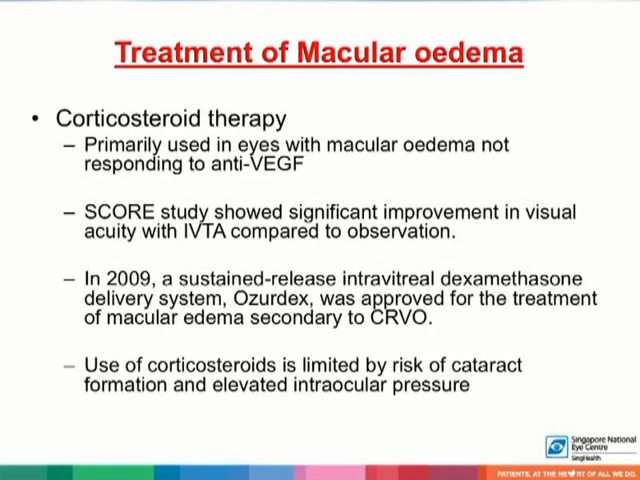 Treatment of Macular oedema
• Corticosteroid therapy
– Primarily used in eyes with macular oedema not
responding to anti-VEGF
– SCORE study showed significant improvement in visual
acuity with IVTA compared to observation.
– In 2009, a sustained-release intravitreal dexamethasone
delivery system, Ozurdex, was approved for the treatment
of macular edema secondary to CRVO.
– Use of corticosteroids is limited by risk of cataract
formation and elevated intraocular pressure
Singapore National
Eye Centre
SingHealth
PATIENTS. AT THE HE♥RT OF ALL WE DO.